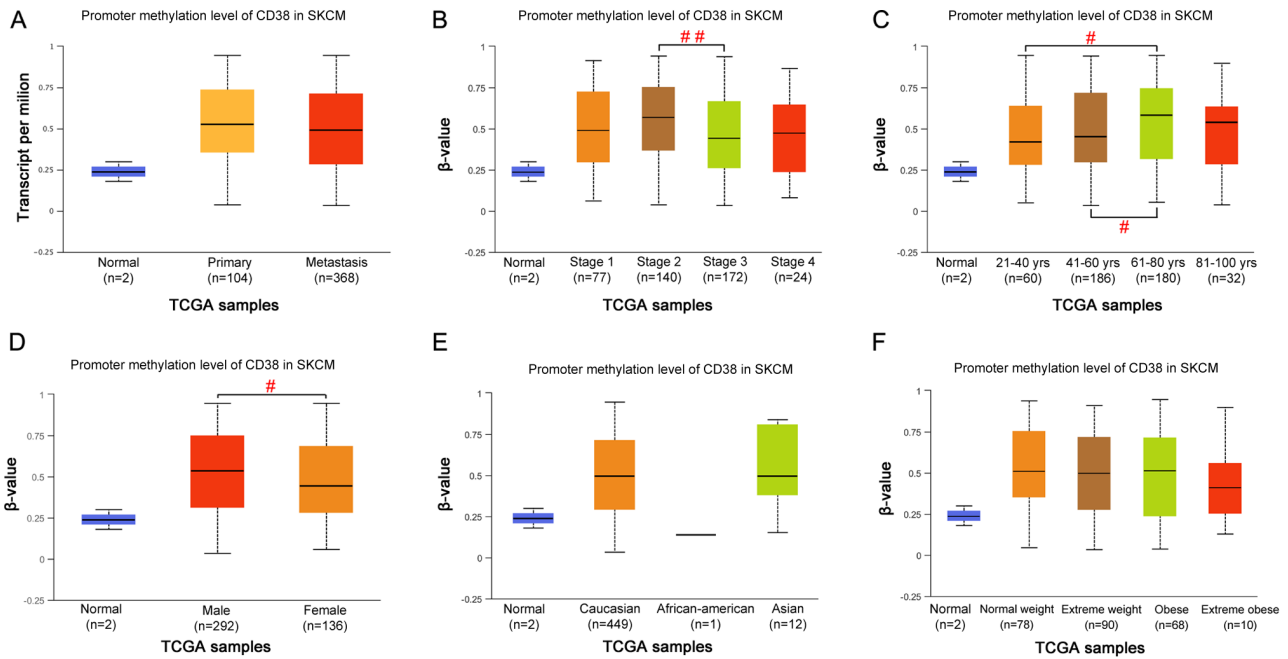 A
Promoter methylation level of CD38 in SKCM
Transcript per milion
1
0.75
0.5
0.25
0
-0.25
Normal Primary Metastasis
(n=2) (n=104) (n=368)
TCGA samples
B
Promoter methylation level of CD38 in SKCM
# #
β-value
1
0.75
0.5
0.25
0
-0.25
Normal Stage 1 Stage 2 Stage 3 Stage 4
(n=2) (n=77) (n=140) (n=172) (n=24)
TCGA samples
C
Promoter methylation level of CD38 in SKCM
#
β-value
1
0.75
0.5
0.25
0
-0.25
#
Normal 21-40 yrs 41-60 yrs 61-80 yrs 81-100 yrs
(n=2) (n=60) (n=186) (n=180) (n=32)
TCGA samples
D
Promoter methylation level of CD38 in SKCM
#
β-value
1
0.75
0.5
0.25
0
-0.25
Normal Male Female
(n=2) (n=292) (n=136)
TCGA samples
E
Promoter methylation level of CD38 in SKCM
β-value
1
0.75
0.5
0.25
0
-0.25
Normal Caucasian African-american Asian
(n=2) (n=449) (n=1) (n=12)
TCGA samples
F
Promoter methylation level of CD38 in SKCM
β-value
1
0.75
0.5
0.25
0
-0.25
Normal Normal weight Extreme weight Obese Extreme obese
(n=2) (n=78) (n=90) (n=68) (n=10)
TCGA samples